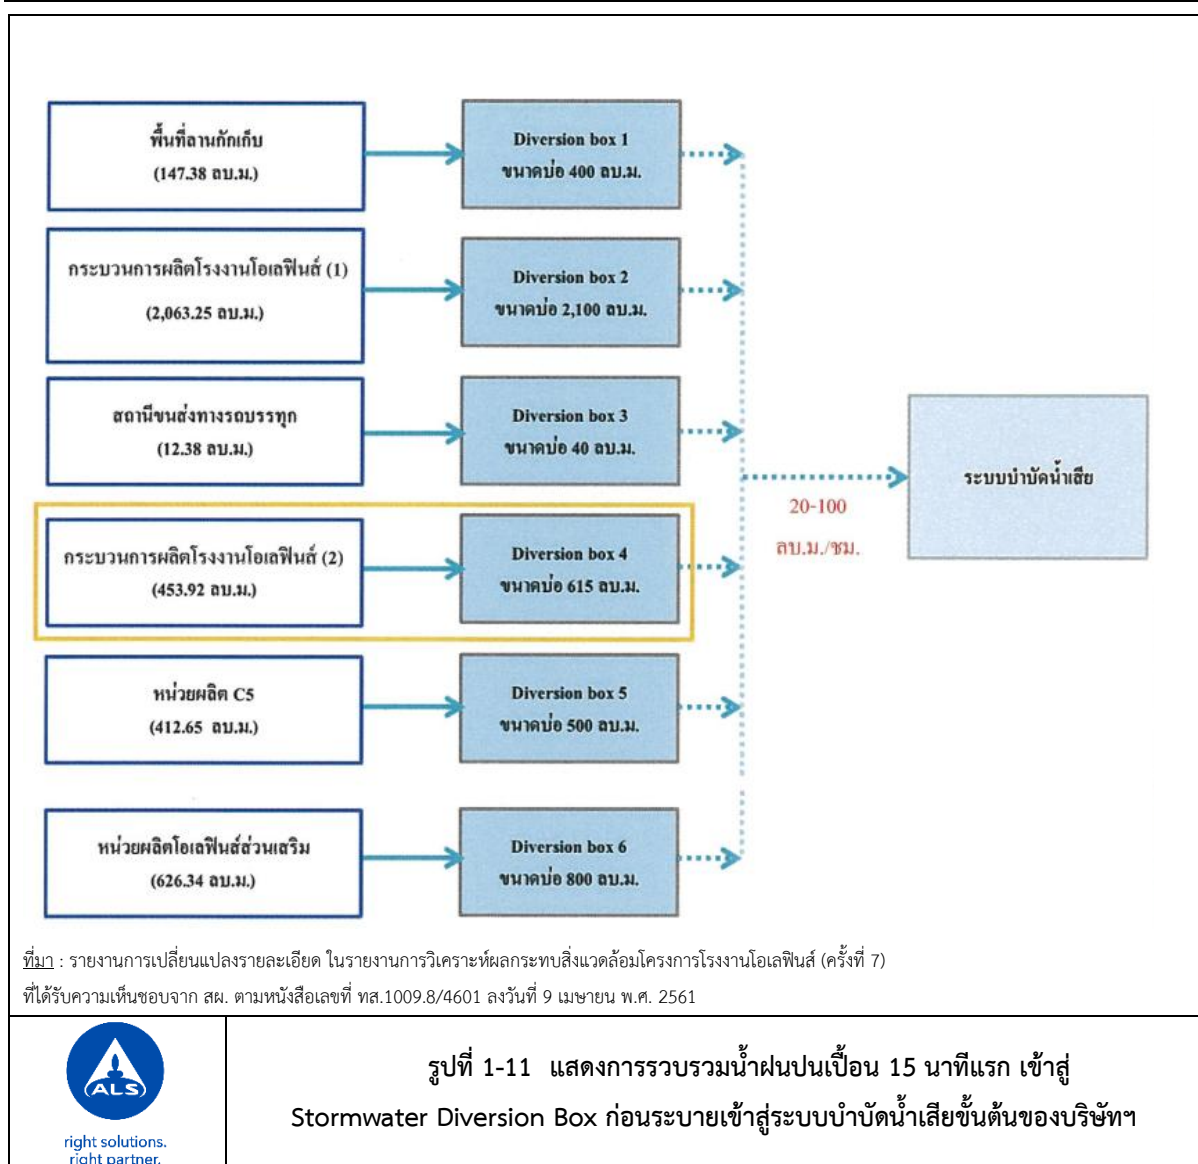 พื้นที่ลานกักเก็บ
(147.38 ลบ.ม.)
Diversion box 1
ขนาดบ่อ 400 ลบ.ม.
กระบวนการผลิตโรงงานโอเลฟินส์ (1)
(2,063.25 ลบ.ม.)
Diversion box 2
ขนาดบ่อ 2,100 ลบ.ม.
สถานีขนส่งทางรถบรรทุก
(12.38 ลบ.ม.)
Diversion box 3
ขนาดบ่อ 40 ลบ.ม.
ระบบบำบัดน้ำเสีย
20-100
ลบ.ม./ชม.
กระบวนการผลิตโรงงานโอเลฟินส์ (2)
(453.92 ลบ.ม.)
Diversion box 4
ขนาดบ่อ 615 ลบ.ม.
หน่วยผลิต C5
(412.65 ลบ.ม.)
Diversion box 5
ขนาดบ่อ 500 ลบ.ม.
หน่วยผลิตโอเลฟินส์ส่วนเสริม
(626.34 ลบ.ม.)
Diversion box 6
ขนาดบ่อ 800 ลบ.ม.
ที่มา : รายงานการเปลี่ยนแปลงรายละเอียด ในรายงานการวิเคราะห์ผลกระทบสิ่งแวดล้อมโครงการโรงงานโอเลฟินส์ (ครั้งที่ 7)
ที่ได้รับความเห็นชอบจาก สผ. ตามหนังสือเลขที่ ทส.1009.8/4601 ลงวันที่ 9 เมษายน พ.ศ. 2561
ALS
right solutions.
right partner.
รูปที่ 1-11 แสดงการรวบรวมน้ำฝนปนเปื้อน 15 นาทีแรก เข้าสู่
Stormwater Diversion Box ก่อนระบายเข้าสู่ระบบบำบัดน้ำเสียขั้นต้นของบริษัทฯ